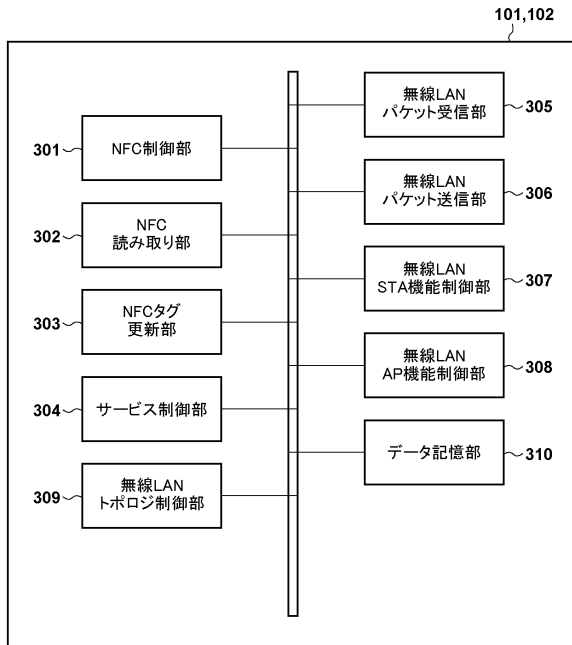 101,102
301
NFC制御部
302
NFC
読み取り部
303
NFCタグ
更新部
304
サービス制御部
309
無線LAN
トポロジ制御部
無線LAN
パケット受信部
305
無線LAN
パケット送信部
306
無線LAN
STA機能制御部
307
無線LAN
AP機能制御部
308
データ記憶部
310